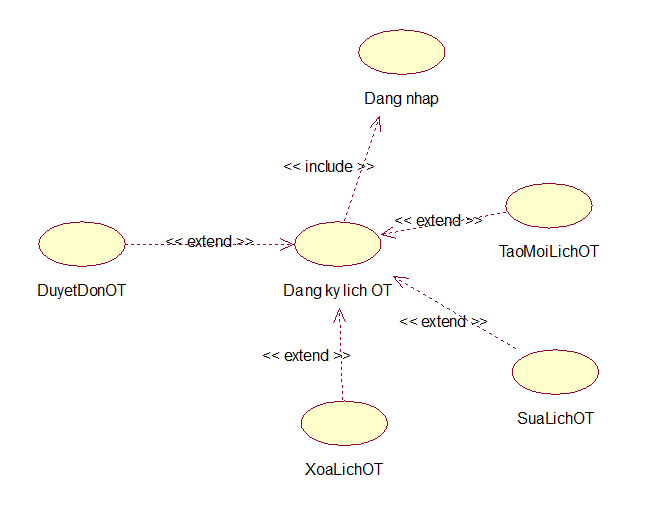 Dang nhap
<< include >>
<< extend >>
TaoMoiLichOT
<< extend >>
DuyetDonOT
Dang ky lich OT
<< extend >>
<< extend >>
SuaLichOT
XoaLichOT